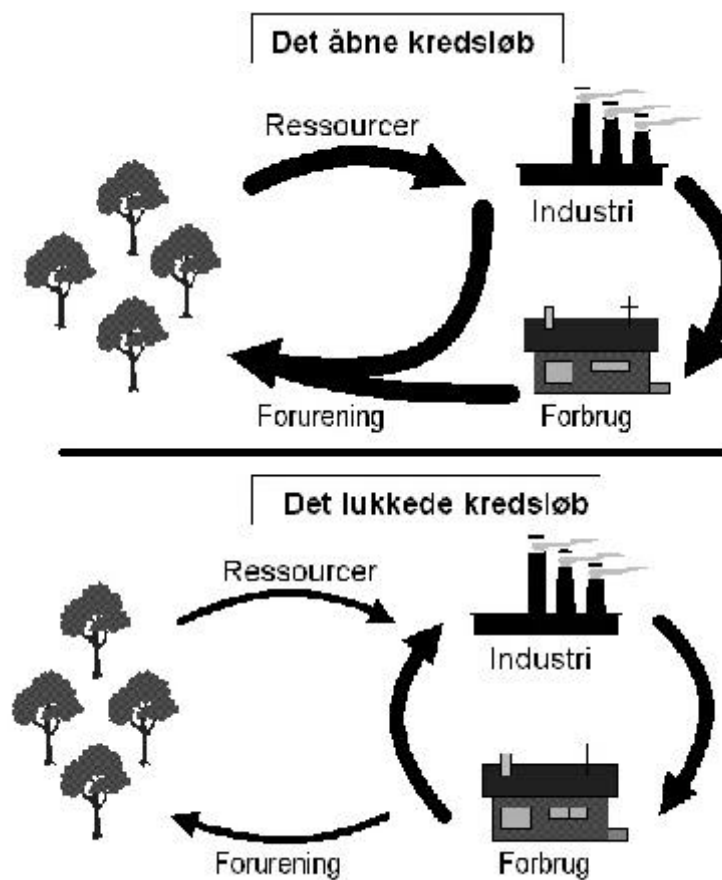 Det åbne kredsløb
Ressourcer
Industri
Forurening
Forbrug
Det lukkede kredsløb
Ressourcer
Industri
Forurening
Forbrug